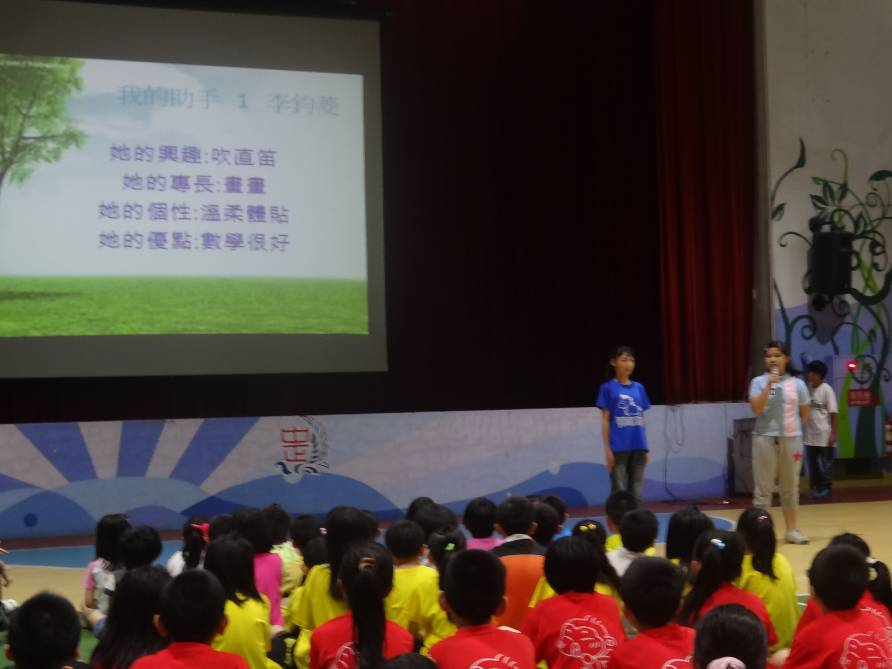 我的助手 1 李鈞菱
她的興趣:吹直笛
她的專長:畫畫
她的個性:溫柔體貼
她的優點:數學很好